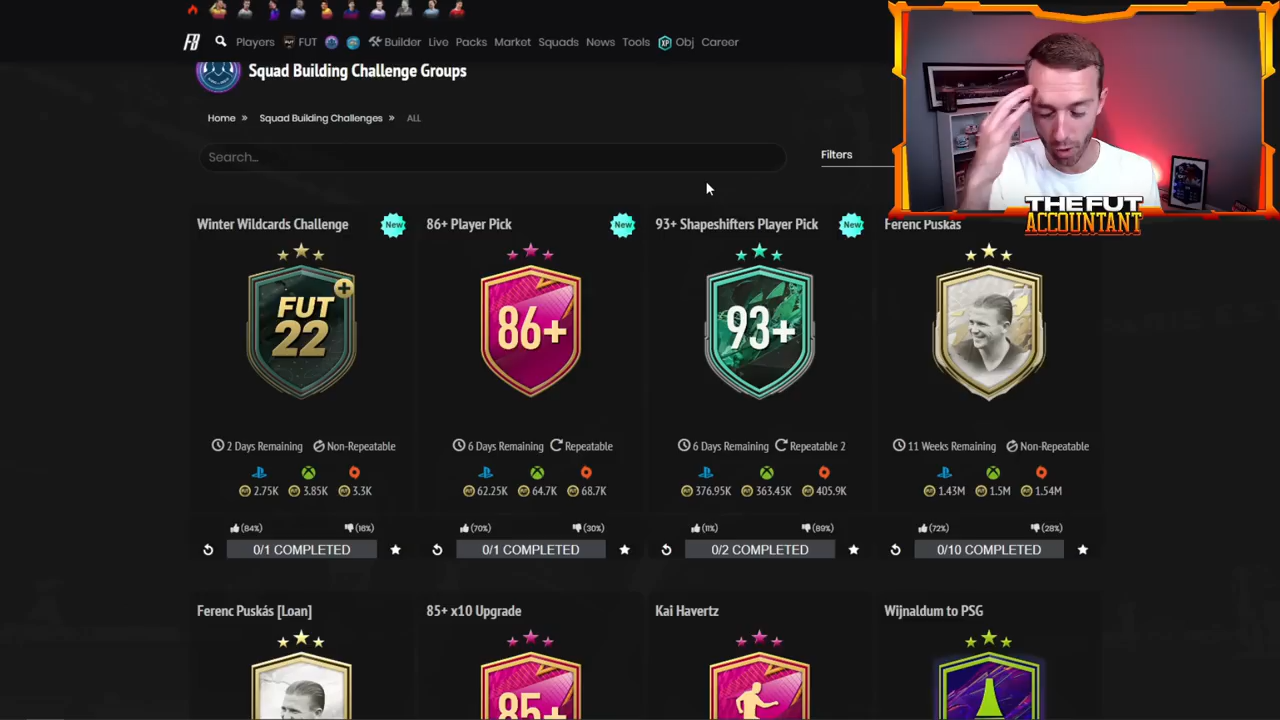 FB
Players FUT Builder Live Packs Market Squads News Tools XP Obj Career
Squad Building Challenge Groups
Home » Squad Building Challenges » ALL
Search...
Filters
THE FUT
ACCOUNTANT
Winter Wildcards Challenge New
86+ Player Pick New
93+ Shapeshifters Player Pick New
Ferenc Puskás
FUT
22
86+
93+
2 Days Remaining Non-Repeatable
6 Days Remaining Repeatable
6 Days Remaining Repeatable 2
11 Weeks Remaining Non-Repeatable
2.75K 3.85K 3.3K
62.25K 64.7K 68.7K
376.95K 363.45K 405.9K
1.43M 1.5M 1.54M
(84%) (16%)
(70%) (30%)
(11%) (89%)
(72%) (28%)
0/1 COMPLETED
0/1 COMPLETED
0/2 COMPLETED
0/10 COMPLETED
Ferenc Puskás [Loan]
85+ x10 Upgrade
Kai Havertz
Wijnaldum to PSG
85+